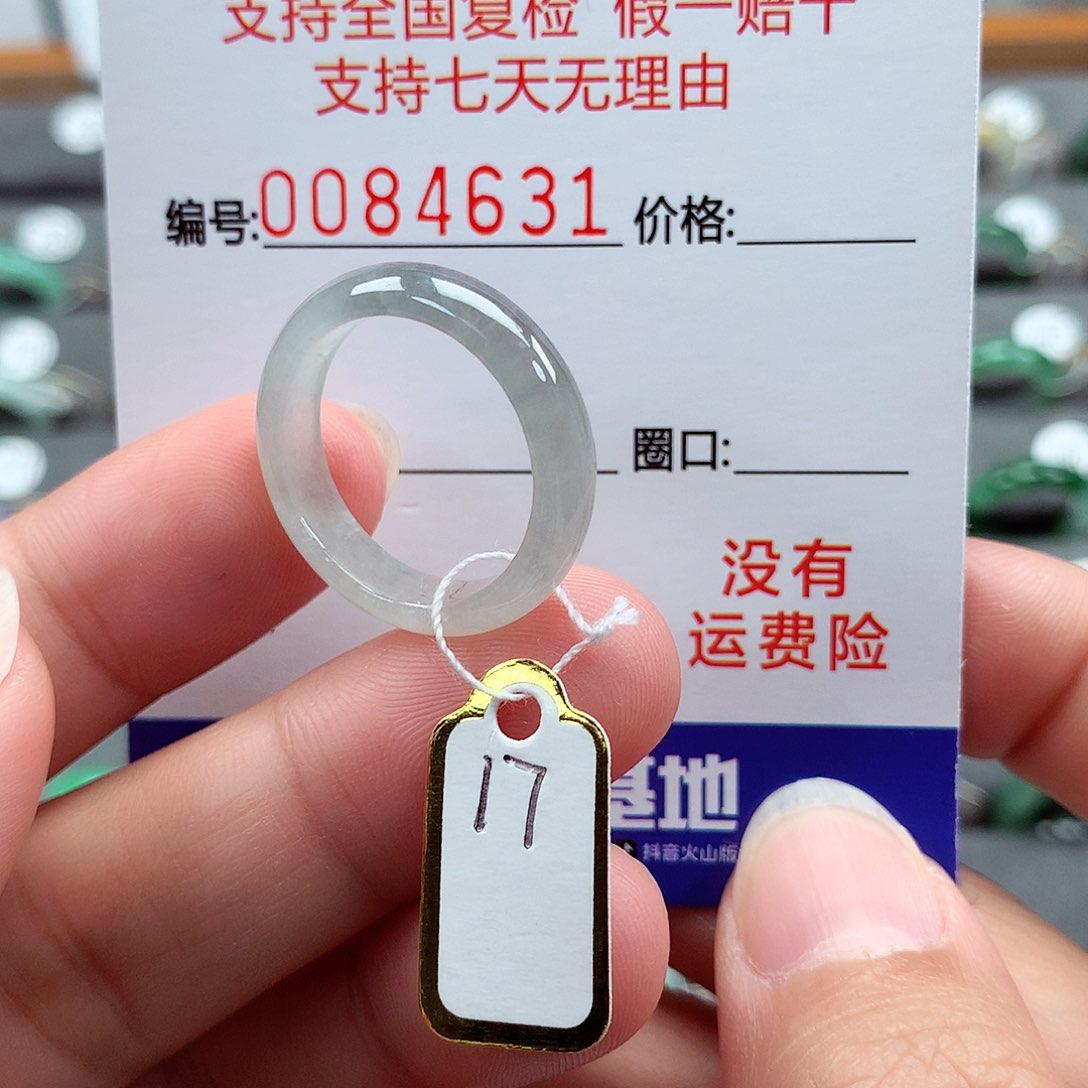 支持全国复检 假一赔十
支持七天无理由
编号:0084631 价格:
圈口:
没有
运费险
17
基地
抖音火山版